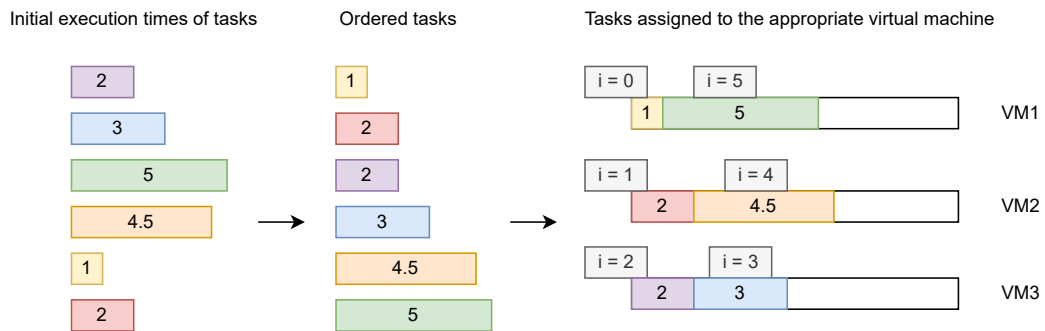 Initial execution times of tasks
Ordered tasks
Tasks assigned to the appropriate virtual machine
2
3
5
4.5
1
2
1
2
2
3
4.5
5
i = 0
i = 5
1
5
VM1
i = 1
i = 4
2
4.5
VM2
i = 2
i = 3
2
3
VM3